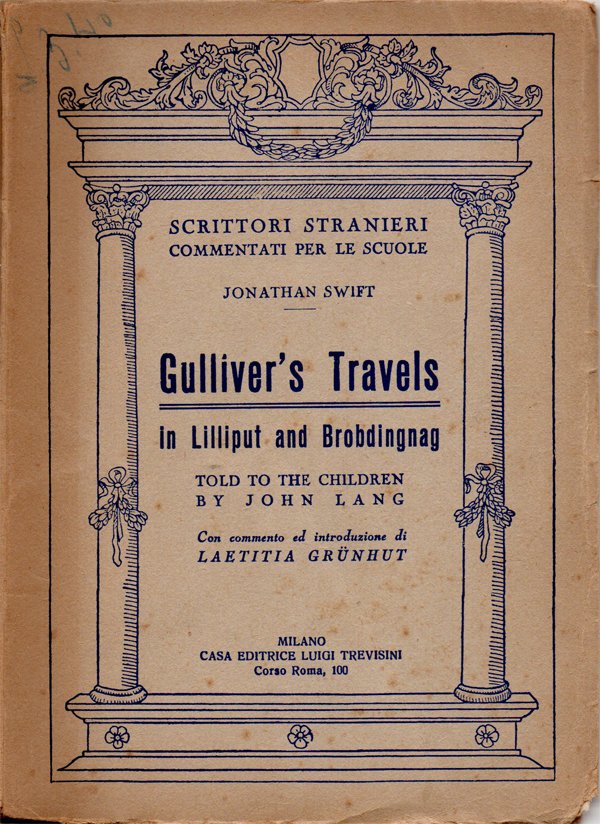 SCRITTORI STRANIERI
COMMENTATI PER LE SCUOLE
JONATHAN SWIFT
Gulliver's Travels
in Lilliput and Brobdingnag
TOLD TO THE CHILDREN
BY JOHN LANG
Con commento ed introduzione di
LAETITIA GRÜNHUT
MILANO
CASA EDITRICE LUIGI TREVISINI
Corso Roma, 100